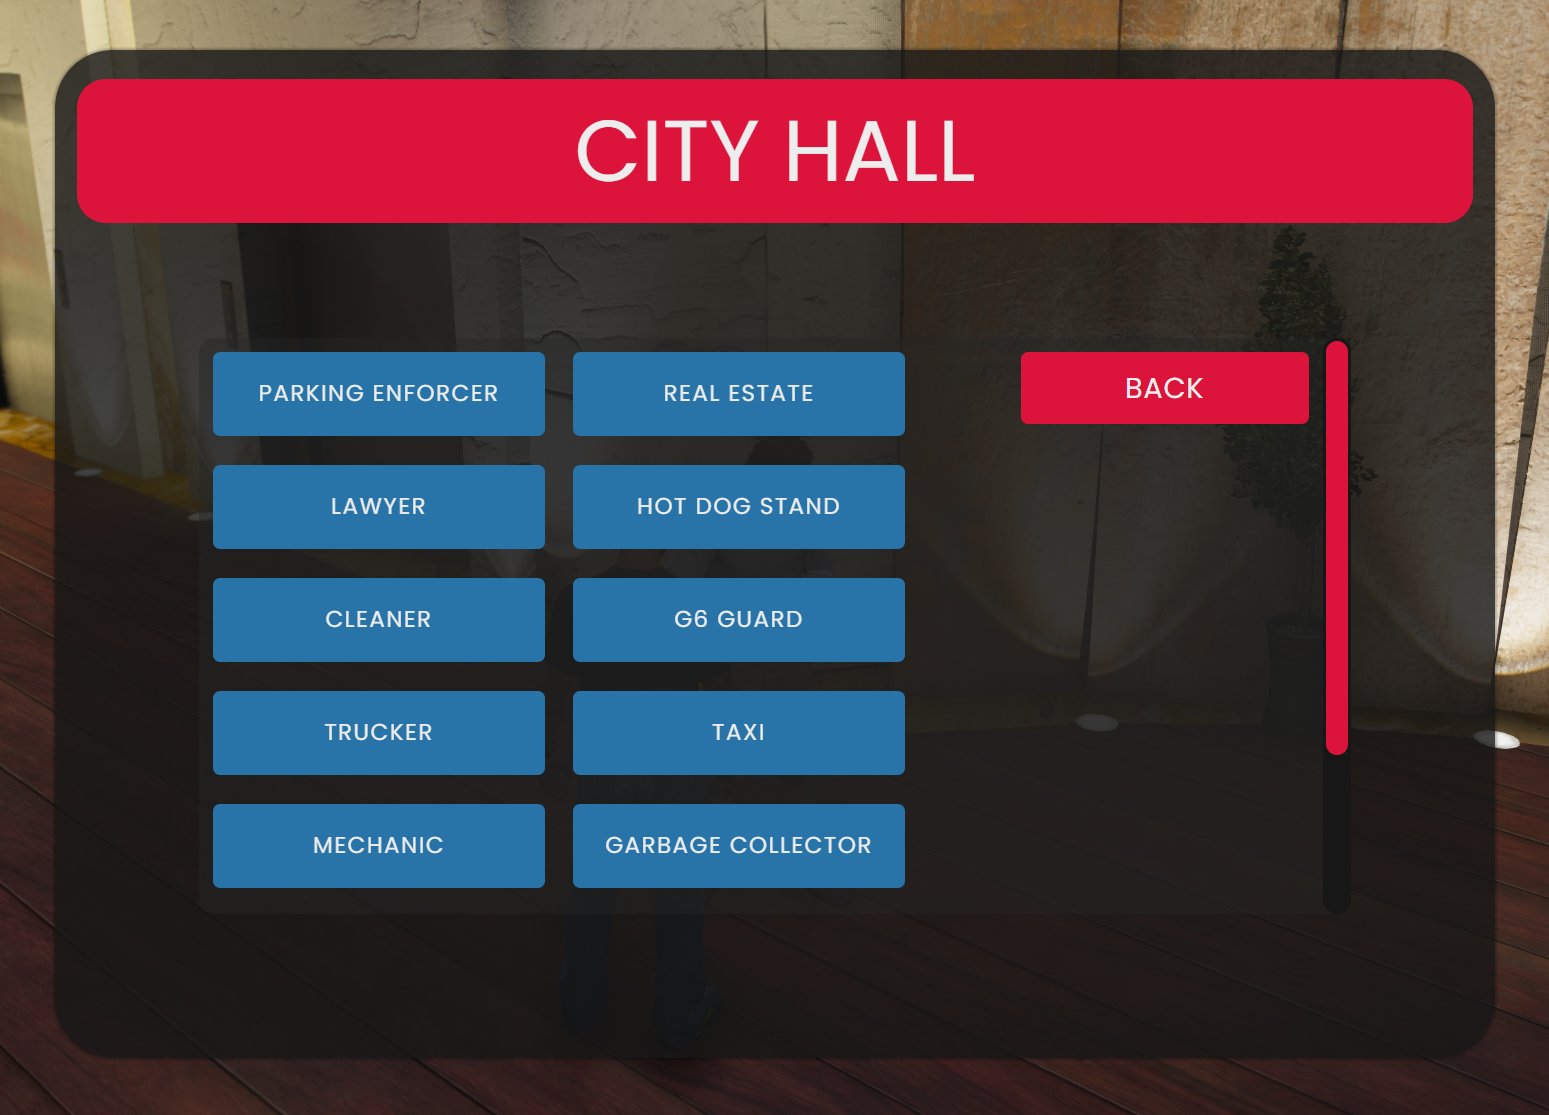 CITY HALL
PARKING ENFORCER
REAL ESTATE
BACK
LAWYER
HOT DOG STAND
CLEANER
G6 GUARD
TRUCKER
TAXI
MECHANIC
GARBAGE COLLECTOR